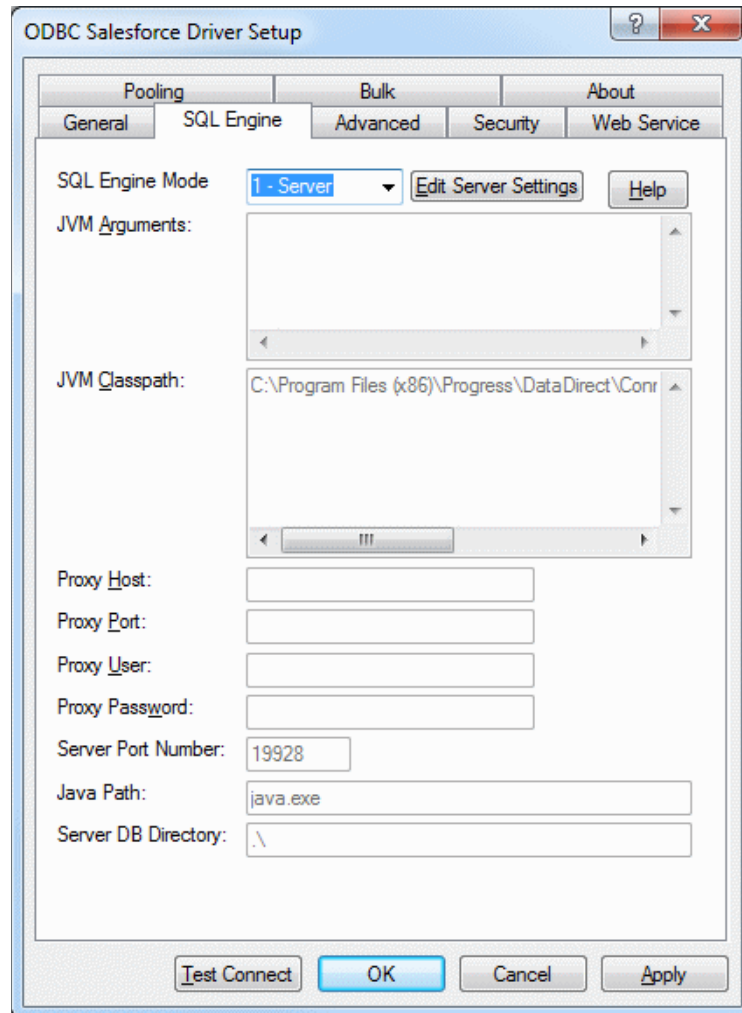 ODBC Salesforce Driver Setup
Pooling Bulk About
General SQL Engine Advanced Security Web Service
SQL Engine Mode 1 - Server Edit Server Settings Help
JVM Arguments:
JVM Classpath: C:\Program Files (x86)\Progress\DataDirect\Conr
Proxy Host:
Proxy Port:
Proxy User:
Proxy Password:
Server Port Number: 19928
Java Path: java.exe
Server DB Directory: .\
Test Connect OK Cancel Apply